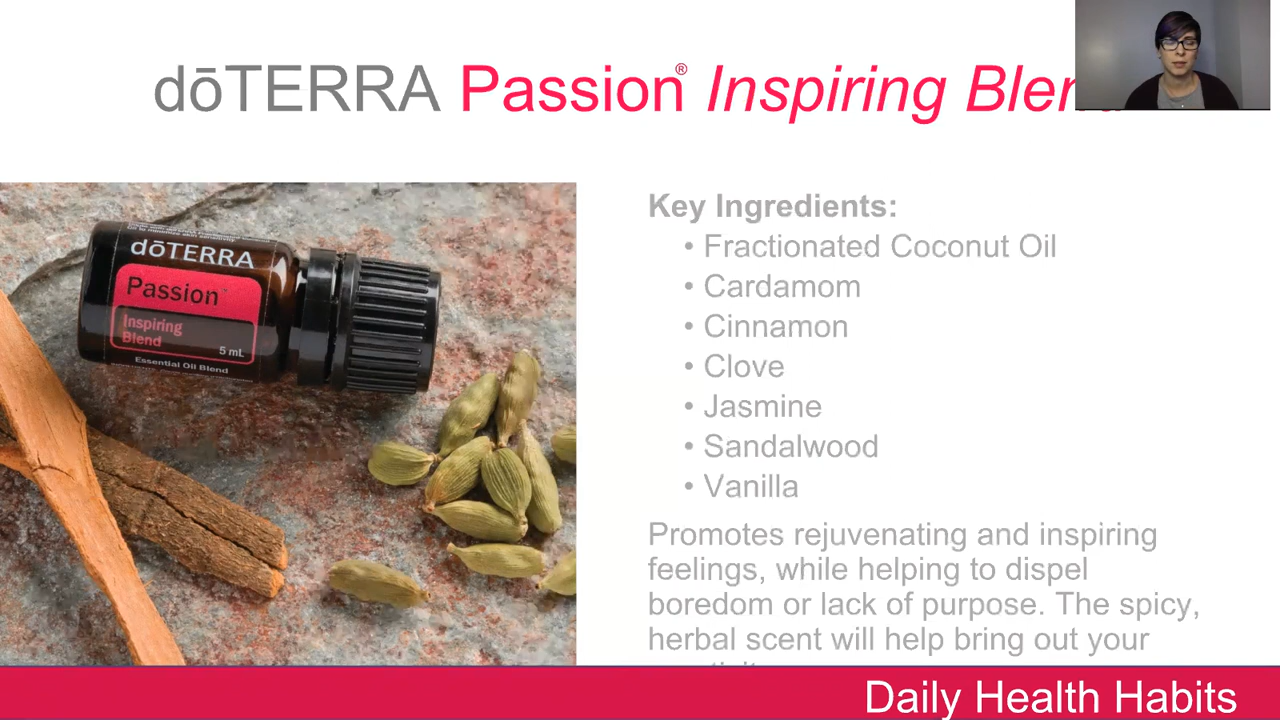 dōTERRA Passion® Inspiring
Key Ingredients:
• Fractionated Coconut Oil
• Cardamom
• Cinnamon
• Clove
• Jasmine
• Sandalwood
• Vanilla
Promotes rejuvenating and inspiring
feelings, while helping to dispel
boredom or lack of purpose. The spicy,
herbal scent will help bring out your
dōTERRA
Passion™
Inspiring
Blend
5 mL
Essential Oil Blend
Daily Health Habits